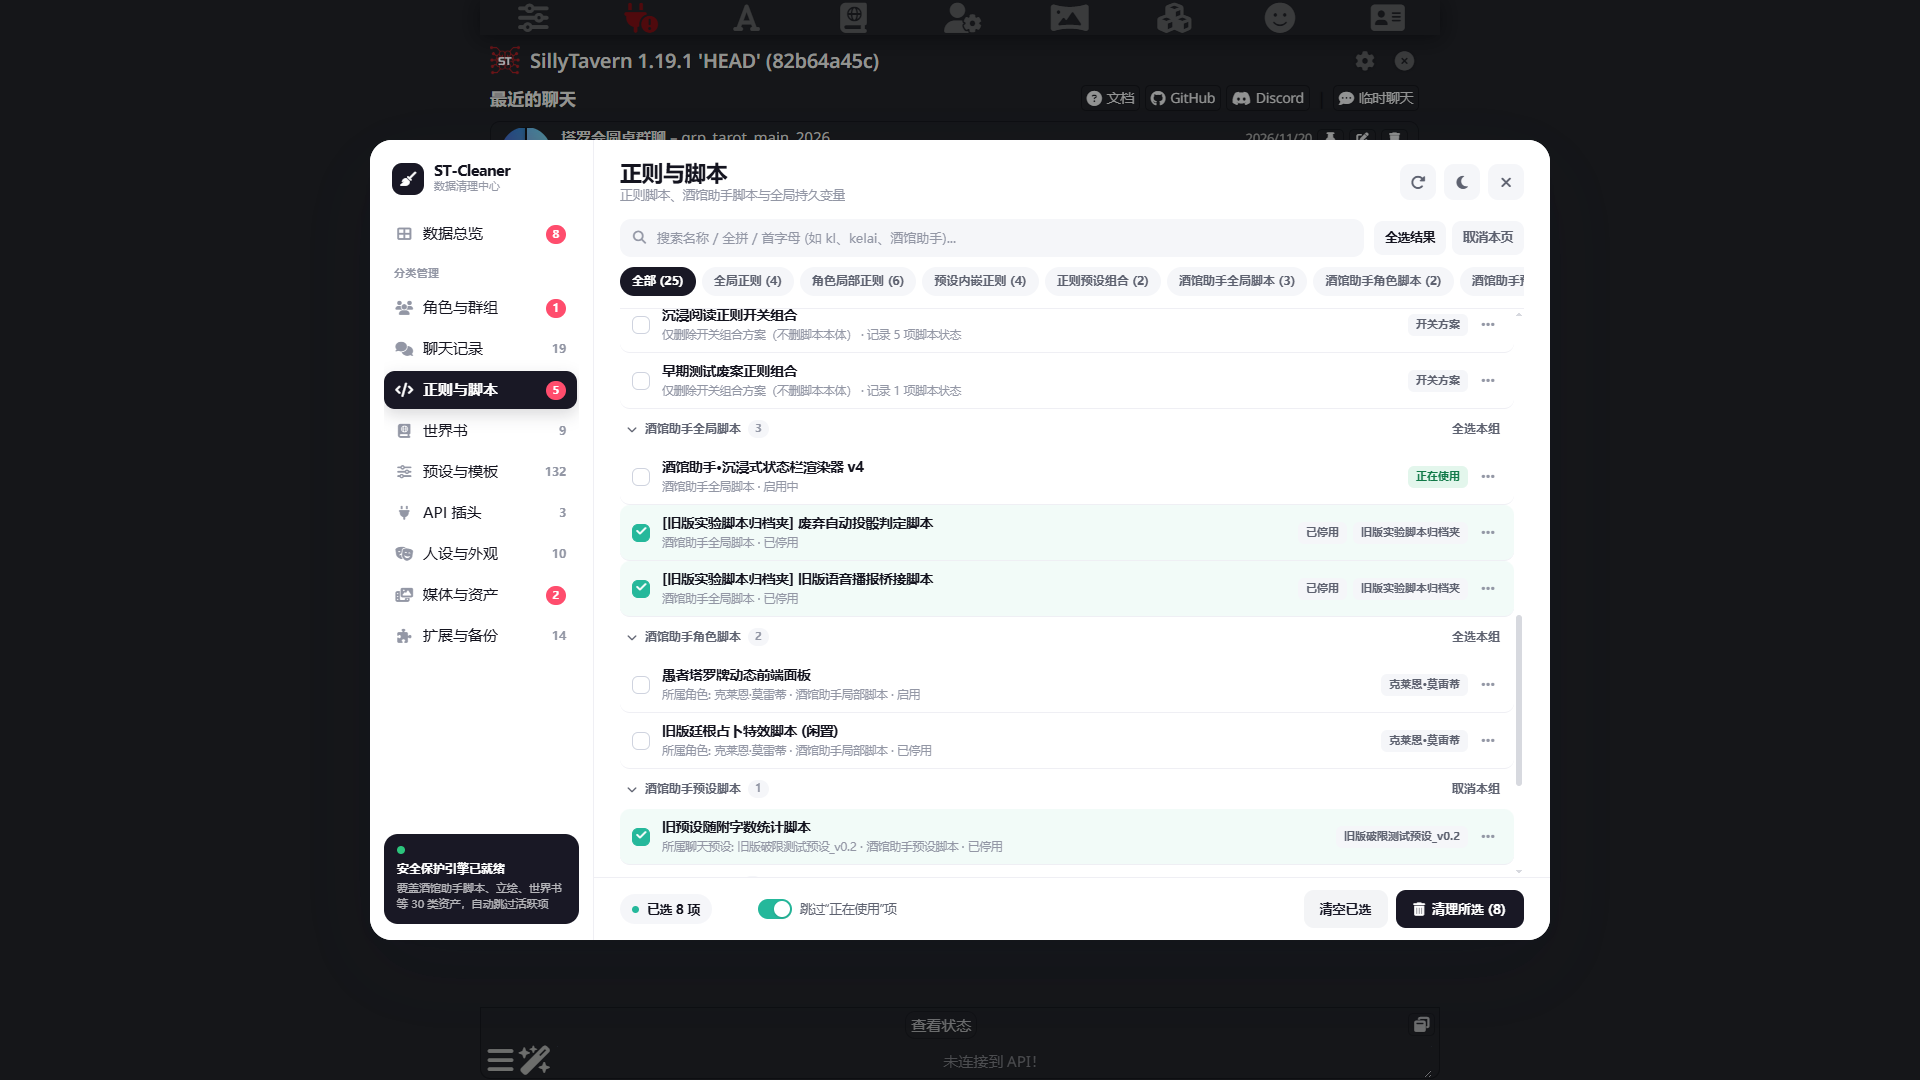 SillyTavern 1.19.1 'HEAD' (82b64a45c)
最近的聊天
文档
GitHub
Discord
临时聊天
塔罗会圆桌群聊 – grp_tarot_main_2026
2026/11/20
ST-Cleaner
数据清理中心
数据总览
8
分类管理
角色与群组
1
聊天记录
19
正则与脚本
5
世界书
9
预设与模板
132
API 插头
3
人设与外观
10
媒体与资产
2
扩展与备份
14
安全保护引擎已就绪
覆盖酒馆助手脚本、立绘、世界书
等 30 类资产，自动跳过活跃项
正则与脚本
正则脚本、酒馆助手脚本与全局持久变量
搜索名称 / 全拼 / 首字母 (如 kl、kelai、酒馆助手)...
全选结果
取消本页
全部 (25)
全局正则 (4)
角色局部正则 (6)
预设内嵌正则 (4)
正则预设组合 (2)
酒馆助手全局脚本 (3)
酒馆助手角色脚本 (2)
酒馆助手
沉浸阅读正则开关组合
仅删除开关组合方案（不删脚本本体） · 记录 5 项脚本状态
开关方案
早期测试废案正则组合
仅删除开关组合方案（不删脚本本体） · 记录 1 项脚本状态
开关方案
酒馆助手全局脚本
3
全选本组
酒馆助手•沉浸式状态栏渲染器 v4
酒馆助手全局脚本 · 启用中
正在使用
[旧版实验脚本归档夹] 废弃自动投骰判定脚本
酒馆助手全局脚本 · 已停用
已停用
旧版实验脚本归档夹
[旧版实验脚本归档夹] 旧版语音播报桥接脚本
酒馆助手全局脚本 · 已停用
已停用
旧版实验脚本归档夹
酒馆助手角色脚本
2
全选本组
愚者塔罗牌动态前端面板
所属角色: 克莱恩·莫雷蒂 · 酒馆助手局部脚本 · 启用
克莱恩•莫雷蒂
旧版廷根占卜特效脚本 (闲置)
所属角色: 克莱恩·莫雷蒂 · 酒馆助手局部脚本 · 已停用
克莱恩•莫雷蒂
酒馆助手预设脚本
1
取消本组
旧预设随附字数统计脚本
所属聊天预设: 旧版破限测试预设_v0.2 · 酒馆助手预设脚本 · 已停用
旧版破限测试预设_v0.2
已选 8 项
跳过“正在使用”项
清空已选
清理所选 (8)
查看状态
未连接到 API!